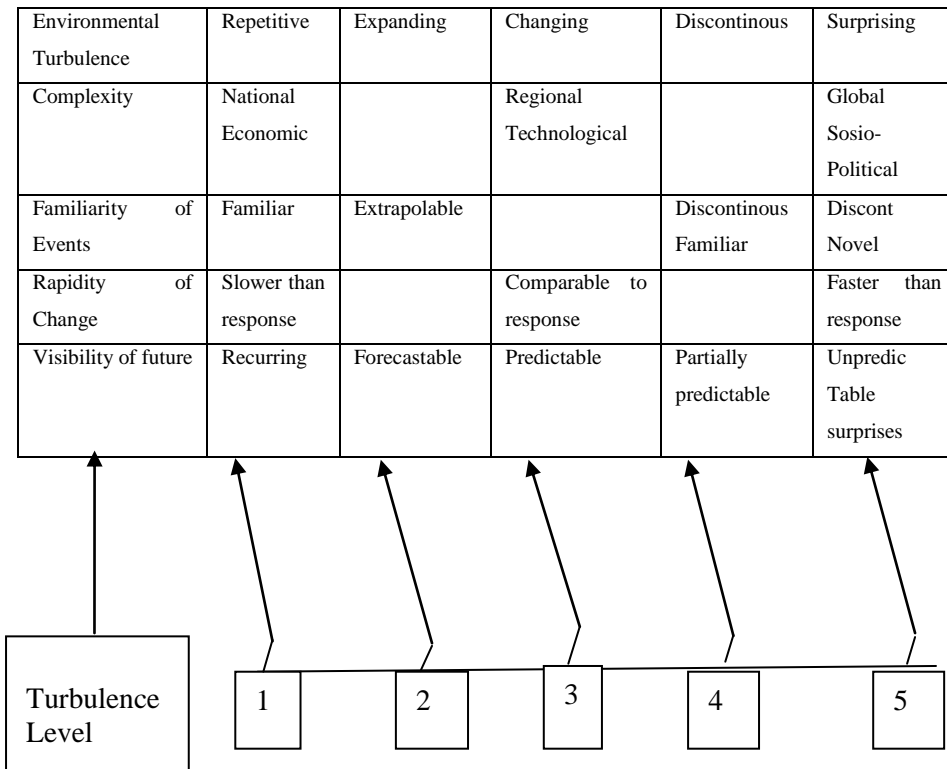 Environmental Repetitive Expanding Changing Discontinous Surprising
Turbulence
Complexity National Regional Global
Economic Technological Sosio-
Political
Familiarity of Familiar Extrapolable Discontinous Discont
Events Familiar Novel
Rapidity of Slower than Comparable to Faster than
Change response response response
Visibility of future Recurring Forecastable Predictable Partially Unpredic
predictable Table
surprises
Turbulence
Level
1 2 3 4 5